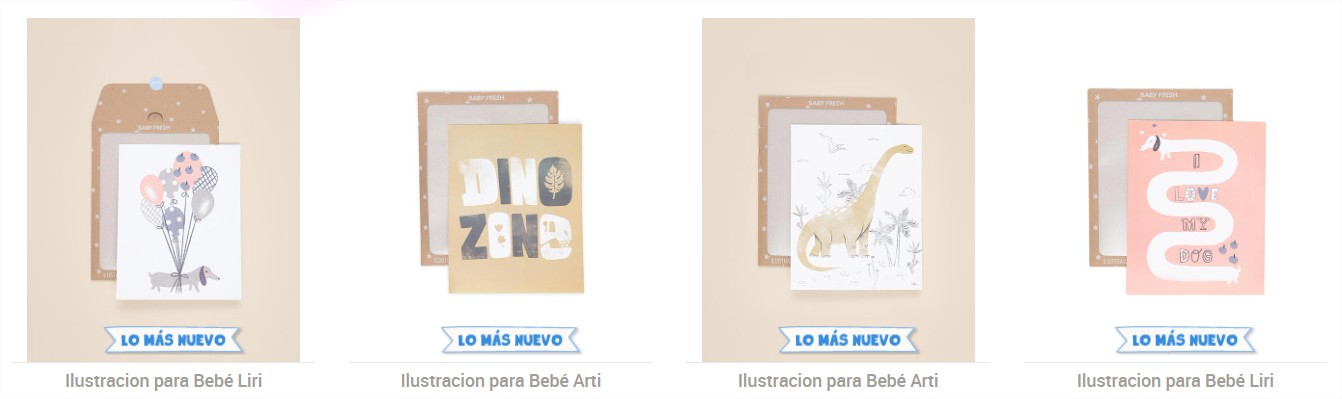 BABY FRESH
LO MÁS NUEVO
Ilustracion para Bebé Liri
BABY FRESH
DINO
ZONE
LO MÁS NUEVO
Ilustracion para Bebé Arti
BABY FRESH
LO MÁS NUEVO
Ilustracion para Bebé Arti
BABY FRESH
I
LOVE
MY
DOG
LO MÁS NUEVO
Ilustracion para Bebé Liri